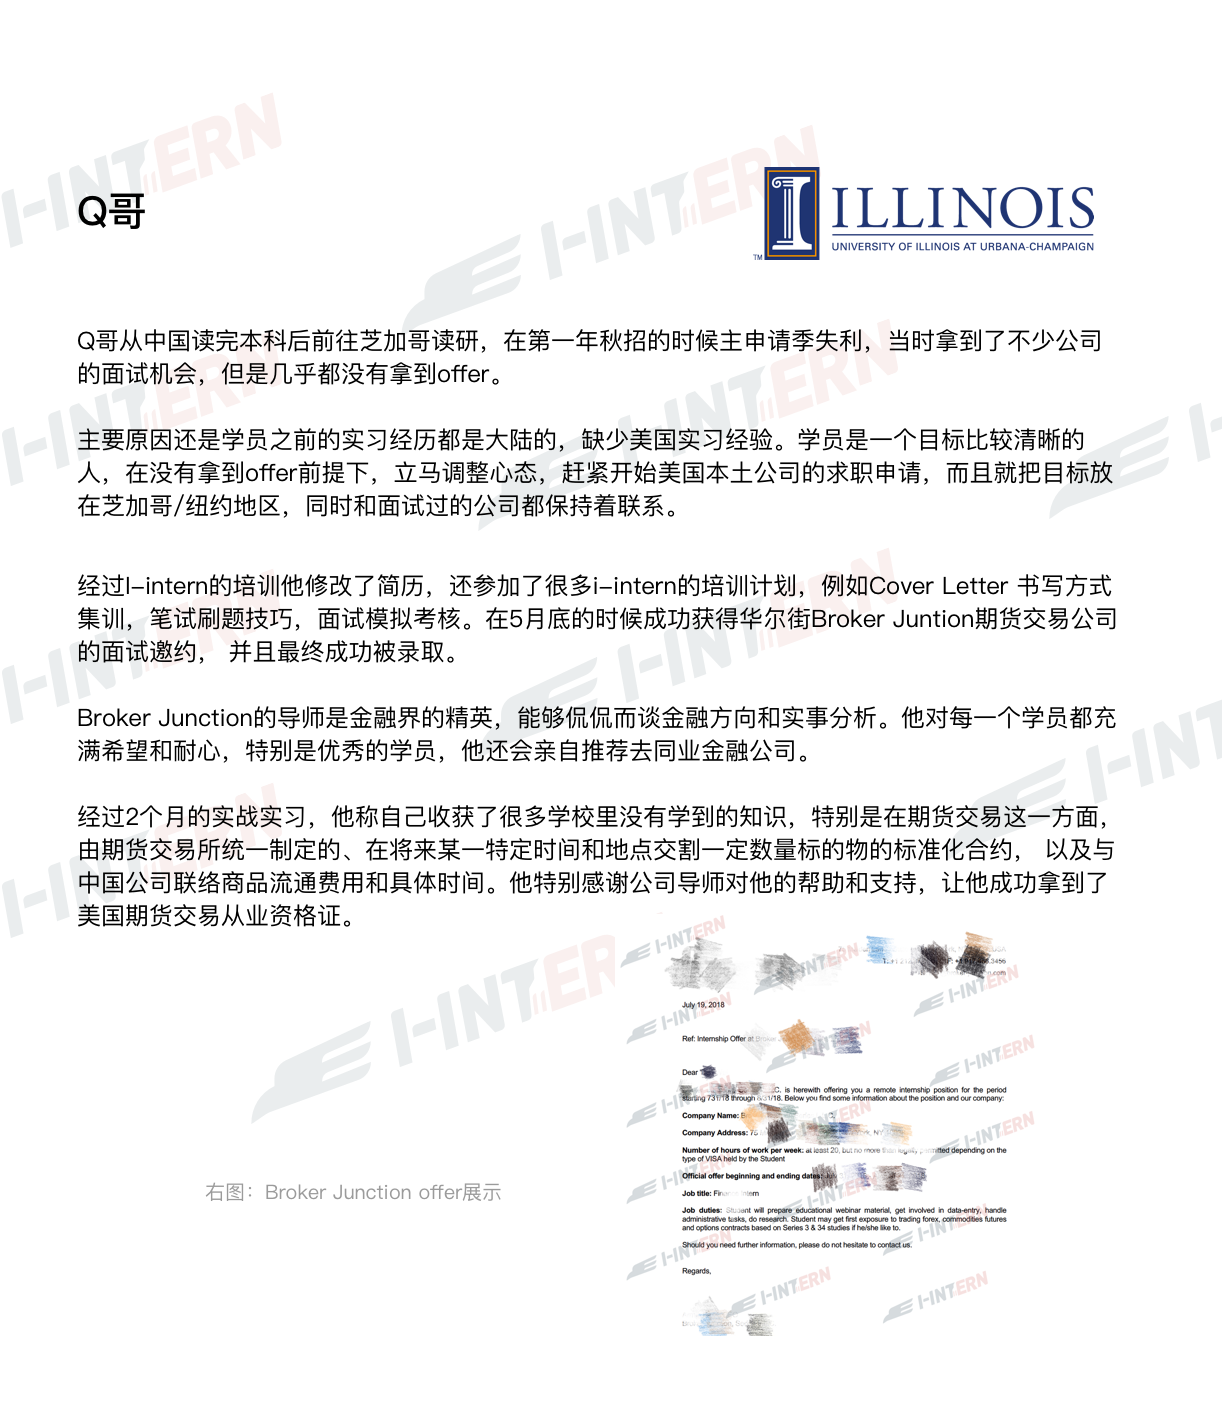 Q哥
ILLINOIS
UNIVERSITY OF ILLINOIS AT URBANA-CHAMPAIGN
TM
Q哥从中国读完本科后前往芝加哥读研，在第一年秋招的时候主申请季失利，当时拿到了不少公司
的面试机会，但是几乎都没有拿到offer。
主要原因还是学员之前的实习经历都是大陆的，缺少美国实习经验。学员是一个目标比较清晰的
人，在没有拿到offer前提下，立马调整心态，赶紧开始美国本土公司的求职申请，而且就把目标放
在芝加哥/纽约地区，同时和面试过的公司都保持着联系。
经过I-intern的培训他修改了简历，还参加了很多i-intern的培训计划，例如Cover Letter 书写方式
集训，笔试刷题技巧，面试模拟考核。在5月底的时候成功获得华尔街Broker Juntion期货交易公司
的面试邀约， 并且最终成功被录取。
Broker Junction的导师是金融界的精英，能够侃侃而谈金融方向和实事分析。他对每一个学员都充
满希望和耐心，特别是优秀的学员，他还会亲自推荐去同业金融公司。
经过2个月的实战实习，他称自己收获了很多学校里没有学到的知识，特别是在期货交易这一方面，
由期货交易所统一制定的、在将来某一特定时间和地点交割一定数量标的物的标准化合约， 以及与
中国公司联络商品流通费用和具体时间。他特别感谢公司导师对他的帮助和支持，让他成功拿到了
美国期货交易从业资格证。
July 19, 2018
Ref: Internship Offer at
Dear
is herewith offering you a remote internship position for the period
starting 731/18 through 8/31/18. Below you find some information about the position and our company:
Company Name:
Company Address:
Number of hours of work per week: at least 20, but no more than legally permitted depending on the
type of VISA held by the Student
Official offer beginning and ending dates:
Job title: Finance Intern
Job duties: Student will prepare educational webinar material, get involved in data-entry, handle
administrative tasks, do research. Student may get first exposure to trading forex, commodities futures
and options contracts based on Series 3 & 34 studies if he/she like to.
Should you need further information, please do not hesitate to contact us.
Regards,
右图：Broker Junction offer展示
I-INTERN